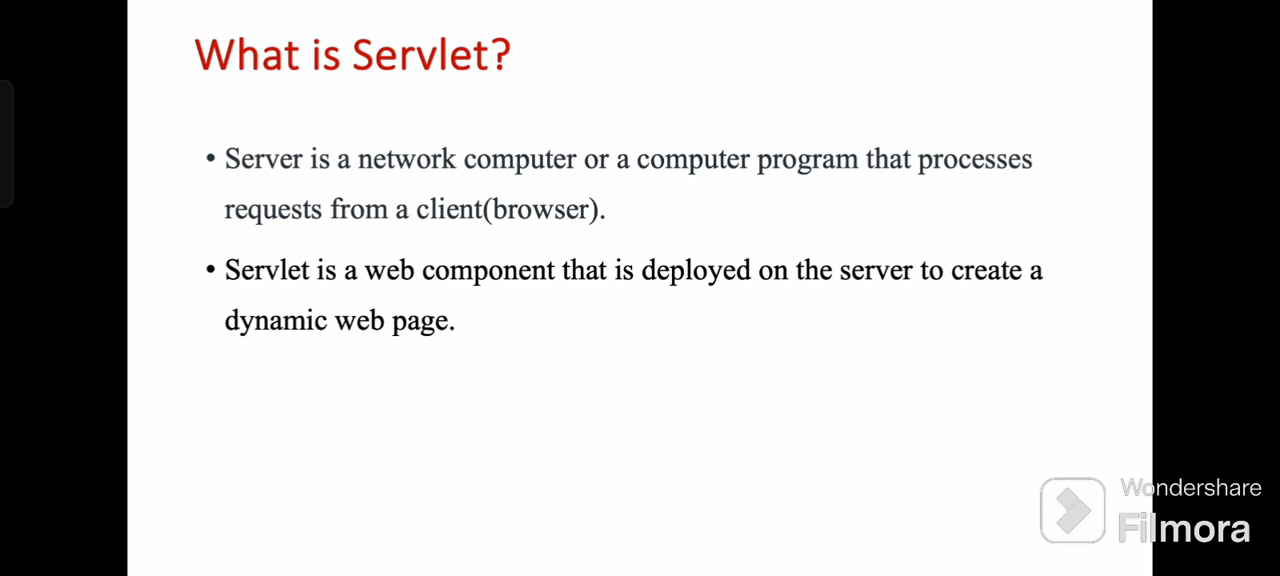 What is Servlet?
• Server is a network computer or a computer program that processes
requests from a client(browser).
• Servlet is a web component that is deployed on the server to create a
dynamic web page.
Wondershare
Filmora